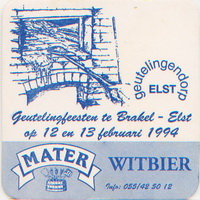 geutelingendorp
ELST
Geutelingfeesten te Brakel - Elst
op 12 en 13 februari 1994
MATER
WITBIER
Info: 055/42 50 12